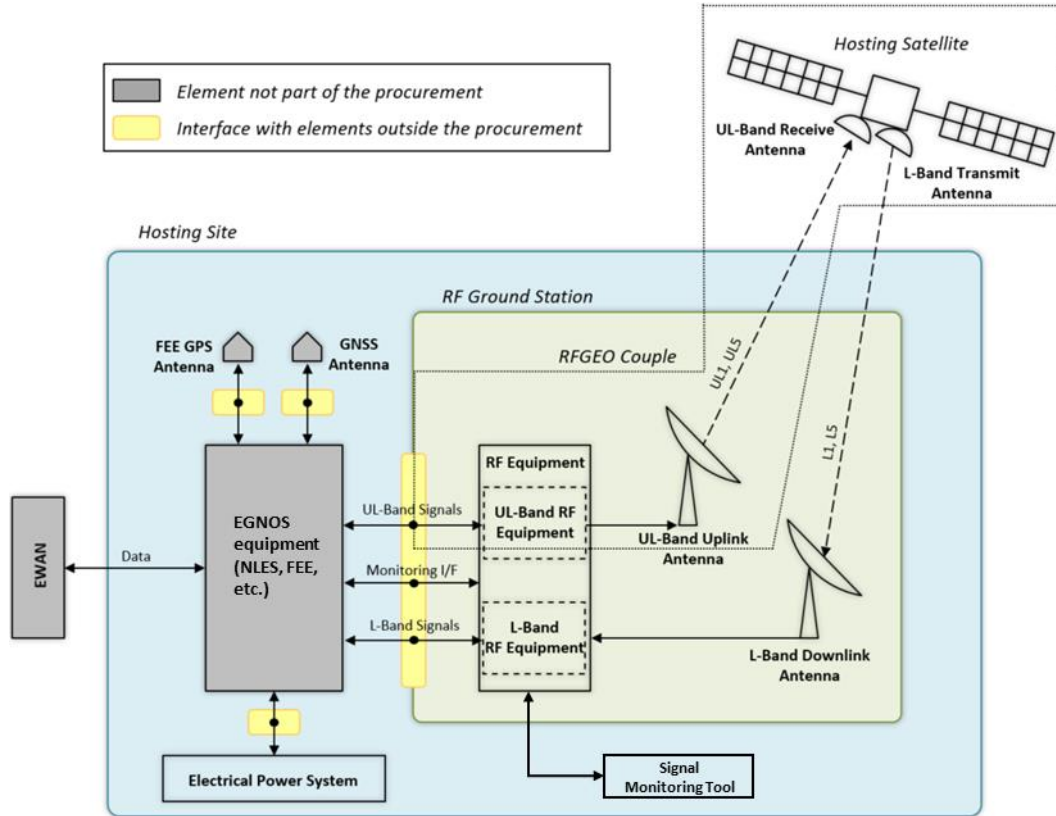 Hosting Satellite
Element not part of the procurement
Interface with elements outside the procurement
UL-Band Receive
Antenna
L-Band Transmit
Antenna
Hosting Site
RF Ground Station
FEE GPS
Antenna
GNSS
Antenna
RFGEO Couple
UL1, UL5
L1, L5
RF Equipment
UL-Band Signals
UL-Band RF
Equipment
UL-Band Uplink
Antenna
EGNOS
equipment
(NLES, FEE,
etc.)
EWAN
Data
Monitoring I/F
L-Band Signals
L-Band
RF Equipment
L-Band Downlink
Antenna
Electrical Power System
Signal
Monitoring Tool